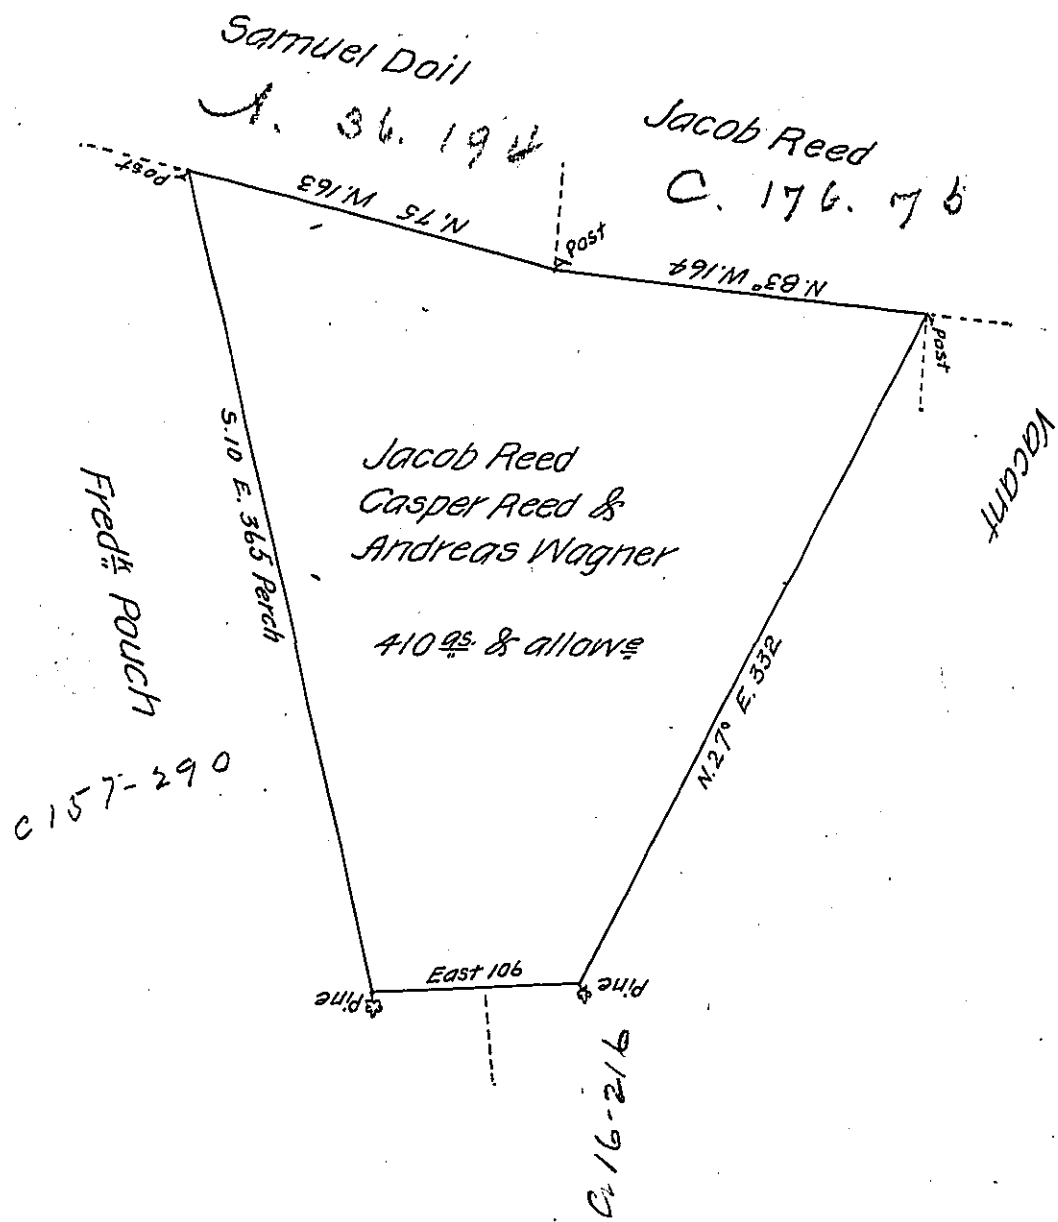 Samuel Doil
A. 36. 194
Jacob Reed
C. 176. 75
Post
N. 75 W. 163
Post
N. 83° W. 164
Post
Vacant
S. 10 E. 365 Perch
Jacob Reed
Casper Reed &
Andreas Wagner
410 as. & allowe
Fredk Pouch
C 157-290
N. 27° E. 332
East 106
Pine
Pine
C. 16-216